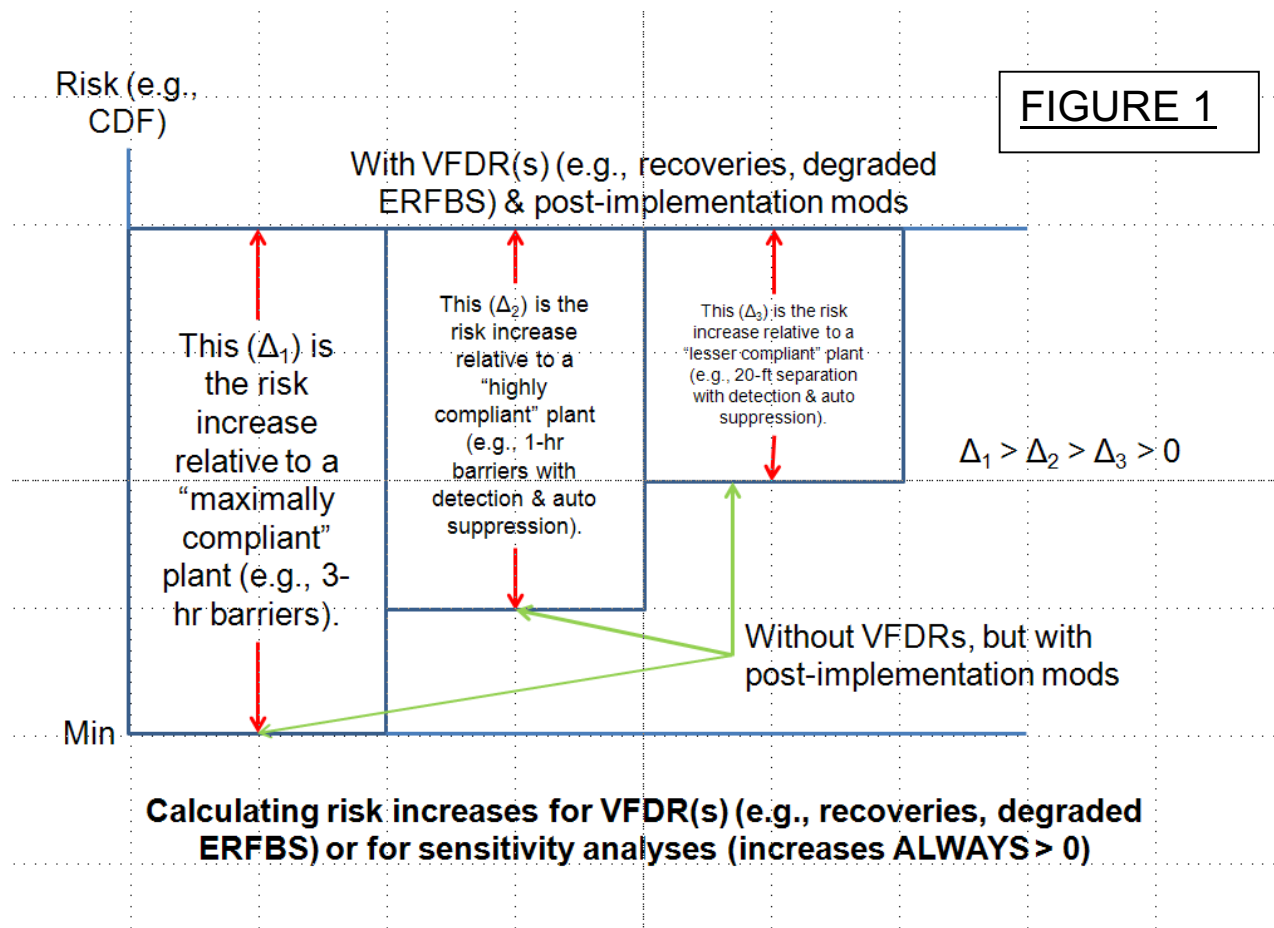 Risk (e.g.,
CDF)
FIGURE 1
With VFDR(s) (e.g., recoveries, degraded
ERFBS) & post-implementation mods
This (Δ₁) is
the risk
increase
relative to a
“maximally
compliant”
plant (e.g., 3-
hr barriers).
This (Δ₂) is the
risk increase
relative to a
“highly
compliant” plant
(e.g., 1-hr
barriers with
detection & auto
suppression).
This (Δ₃) is the risk
increase relative to a
“lesser compliant” plant
(e.g., 20-ft separation
with detection & auto
suppression).
Δ₁ > Δ₂ > Δ₃ > 0
Without VFDRs, but with
post-implementation mods
Min
Calculating risk increases for VFDR(s) (e.g., recoveries, degraded
ERFBS) or for sensitivity analyses (increases ALWAYS > 0)